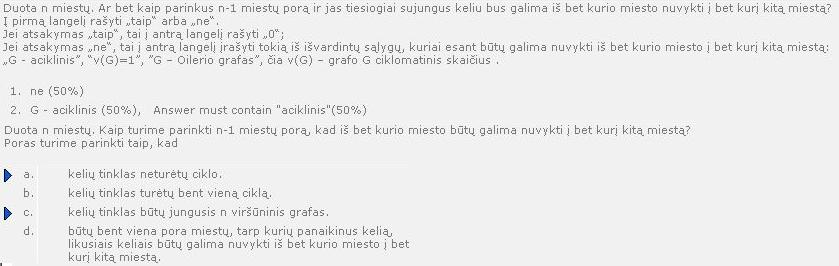 Duota n miestų. Ar bet kaip parinkus n-1 miestų porą ir jas tiesiogiai sujungus keliu bus galima iš bet kurio miesto nuvykti į bet kurį kitą miestą?
Į pirmą langelį rašyti „taip” arba „ne”.
Jei atsakymas „taip”, tai į antrą langelį rašyti „0”;
Jei atsakymas „ne”, tai į antrą langelį įrašyti tokią iš išvardintų sąlygų, kuriai esant būtų galima nuvykti iš bet kurio miesto į bet kurį kitą miestą:
„G - aciklinis”, “v(G)=1”, ”G – Oilerio grafas”, čia v(G) – grafo G ciklomatinis skaičius .
1. ne (50%)
2. G - aciklinis (50%), Answer must contain "aciklinis"(50%)
Duota n miestų. Kaip turime parinkti n-1 miestų porą, kad iš bet kurio miesto būtų galima nuvykti į bet kurį kitą miestą?
Poras turime parinkti taip, kad
a. kelių tinklas neturėtų ciklo.
b. kelių tinklas turėtų bent vieną ciklą.
c. kelių tinklas būtų jungusis n viršūninis grafas.
d. būtų bent viena pora miestų, tarp kurių panaikinus kelią,
likusiais keliais būtų galima nuvykti iš bet kurio miesto į bet
kurį kitą miestą.